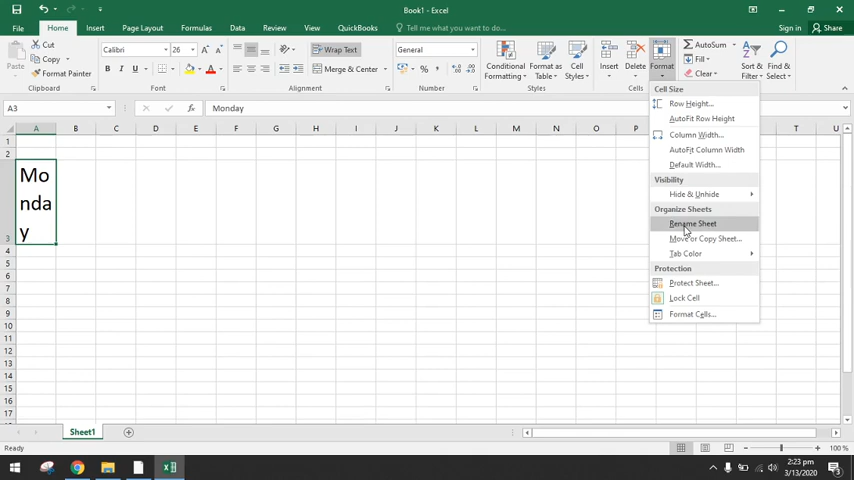 Book1 - Excel
Sign in
Share
File Home Insert Page Layout Formulas Data Review View QuickBooks Tell me what you want to do
Cut
Copy
Format Painter
Paste
Clipboard
Calibri 26
B I U
Font
Wrap Text
Merge & Center
Alignment
General
$ % ,
Number
Conditional Formatting
Format as Table
Cell Styles
Styles
Insert Delete Format
Cells
AutoSum
Fill
Clear
Sort & Filter
Find & Select
A3
fx
Monday
A B C D E F G H I J K L M N O P T U
1
2
3
4
5
6
7
8
9
10
11
12
13
14
15
16
17
Mo
nda
y
Cell Size
Row Height...
AutoFit Row Height
Column Width...
AutoFit Column Width
Default Width...
Visibility
Hide & Unhide
Organize Sheets
Rename Sheet
Move or Copy Sheet...
Tab Color
Protection
Protect Sheet...
Lock Cell
Format Cells...
Sheet1
Ready
100 %
2:23 pm
3/13/2020
3